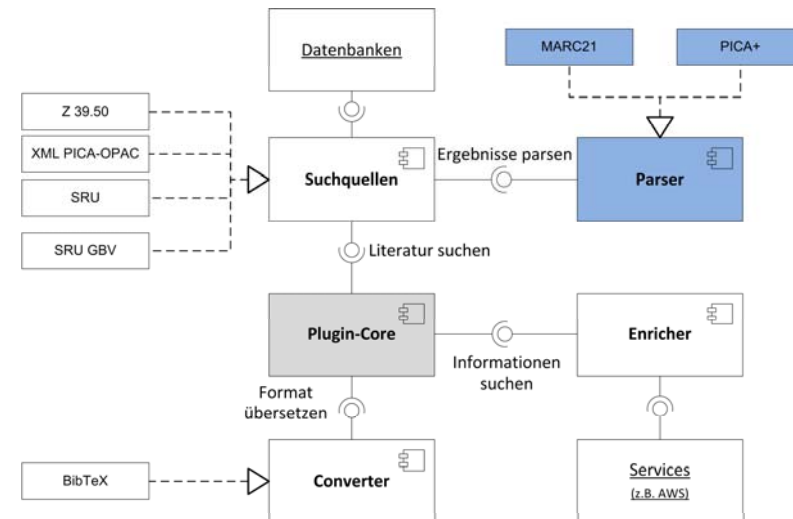 Datenbanken
MARC21
PICA+
Z 39.50
XML PICA-OPAC
SRU
SRU GBV
Suchquellen
Ergebnisse parsen
Parser
Literatur suchen
Plugin-Core
Enricher
Informationen
suchen
Format
übersetzen
BibTeX
Converter
Services
(z.B. AWS)